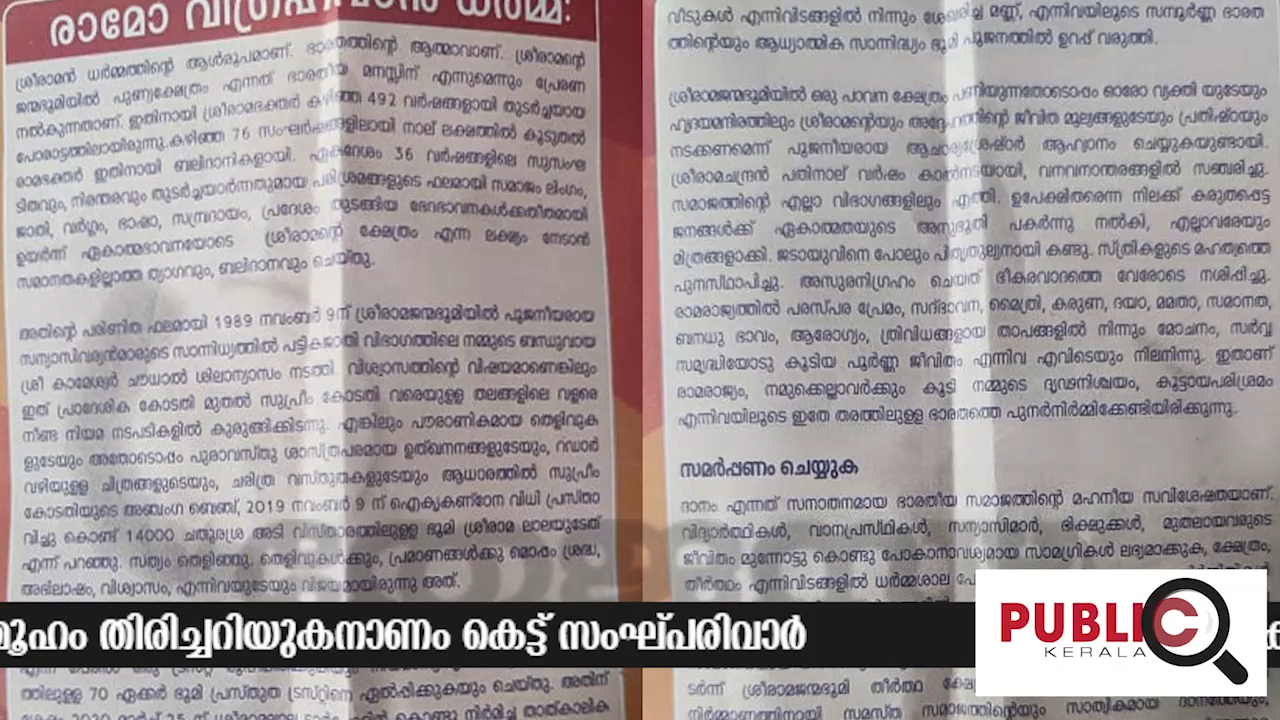 രാമോ വിഗ്രഹവാൻ ധർമ്മ:
ശ്രീരാമൻ ധർമ്മത്തിന്റെ ആൾരൂപമാണ്. ഭാരതത്തിന്റെ ആത്മാവാണ്. ശ്രീരാമന്റെ
ജന്മഭൂമിയിൽ പുണ്യക്ഷേത്രം എന്നത് ഭാരതീയ മനസ്സിന് എന്നുമെന്നും പ്രേരണ
നൽകുന്നതാണ്. ഇതിനായി ശ്രീരാമഭക്തർ കഴിഞ്ഞ 492 വർഷങ്ങളായി തുടർച്ചയായ
പോരാട്ടത്തിലായിരുന്നു.കഴിഞ്ഞ 76 സംഘർഷങ്ങളിലായി നാല് ലക്ഷത്തിൽ കൂടുതൽ
രാമഭക്തർ ഇതിനായി ബലിദാനികളായി. ഏകദേശം 36 വർഷങ്ങളിലെ സുസംഘ
ടിതവും, നിരന്തരവും തുടർച്ചയാർന്നതുമായ പരിശ്രമങ്ങളുടെ ഫലമായി സമാജം ലിംഗം,
ജാതി, വർഗ്ഗം, ഭാഷാ, സമ്പ്രദായം, പ്രദേശം തുടങ്ങിയ ഭേദഭാവനകൾക്കതീതമായി
ഉയർന്ന് ഏകാത്മഭാവനയോടെ ശ്രീരാമന്റെ ക്ഷേത്രം എന്ന ലക്ഷ്യം നേടാൻ
സമാനതകളില്ലാത്ത ത്യാഗവും, ബലിദാനവും ചെയ്തു.
അതിന്റെ പരിണിത ഫലമായി 1989 നവംബർ 9ന് ശ്രീരാമജന്മഭൂമിയിൽ പൂജനീയരായ
സന്യാസിവര്യൻമാരുടെ സാന്നിധ്യത്തിൽ പട്ടികജാതി വിഭാഗത്തിലെ നമ്മുടെ ബന്ധുവായ
ശ്രീ കാമേശ്വർ ചൗധാൽ ശിലാന്യാസം നടത്തി. വിശ്വാസത്തിന്റെ വിഷയമാണെങ്കിലും
ഇത് പ്രാദേശിക കോടതി മുതൽ സുപ്രീം കോടതി വരെയുള്ള തലങ്ങളിലെ വളരെ
നീണ്ട നിയമ നടപടികളിൽ കുരുങ്ങിക്കിടന്നു. എങ്കിലും പൗരാണികമായ തെളിവുക
ളുടേയും അതോടൊപ്പം പുരാവസ്തു ശാസ്ത്രപരമായ ഉത്ഖനനങ്ങളുടേയും, റഡാർ
വഴിയുള്ള ചിത്രങ്ങളുടെയും, ചരിത്ര വസ്തുതകളുടേയും ആധാരത്തിൽ സുപ്രീം
കോടതിയുടെ അഞ്ചംഗ ബെഞ്ച്, 2019 നവംബർ 9 ന് ഐക്യകണ്ഠേന വിധി പ്രസ്താ
വിച്ചു കൊണ്ട് 14000 ചതുരശ്ര അടി വിസ്താരത്തിലുള്ള ഭൂമി ശ്രീരാമ ലാലയുടേത്
എന്ന് പറഞ്ഞു. സത്യം തെളിഞ്ഞു. തെളിവുകൾക്കും, പ്രമാണങ്ങൾക്കു മൊപ്പം ശ്രദ്ധ,
അഭിലാഷം, വിശ്വാസം, എന്നിവയുടേയും വിജയമായിരുന്നു അത്.
ത്തിലുള്ള 70 ഏക്കർ ഭൂമി പ്രസ്തുത ട്രസ്റ്റിനെ ഏൽപ്പിക്കുകയും ചെയ്തു. അതിന്
വീടുകൾ എന്നിവിടങ്ങളിൽ നിന്നും ശേഖരിച്ച മണ്ണ്, എന്നിവയിലൂടെ സമ്പൂർണ്ണ ഭാരത
ത്തിന്റെയും ആധ്യാത്മിക സാന്നിദ്ധ്യം ഭൂമി പൂജനത്തിൽ ഉറപ്പ് വരുത്തി.
ശ്രീരാമജന്മഭൂമിയിൽ ഒരു പാവന ക്ഷേത്രം പണിയുന്നതോടൊപ്പം ഓരോ വ്യക്തി യുടേയും
ഹൃദയമന്ദിരത്തിലും ശ്രീരാമന്റെയും അദ്ദേഹത്തിന്റെ ജീവിത മൂല്യങ്ങളുടേയും പ്രതിഷ്ഠയും
നടക്കണമെന്ന് പൂജനീയരായ ആചാര്യശ്രേഷ്ഠർ ആഹ്വാനം ചെയ്യുകയുണ്ടായി.
ശ്രീരാമചന്ദ്രൻ പതിനാല് വർഷം കാൽനടയായി, വനവനാന്തരങ്ങളിൽ സഞ്ചരിച്ചു.
സമാജത്തിന്റെ എല്ലാ വിഭാഗങ്ങളിലും എത്തി. ഉപേക്ഷിതരെന്ന നിലക്ക് കരുതപ്പെട്ട
ജനങ്ങൾക്ക് ഏകാത്മതയുടെ അനുഭൂതി പകർന്നു നൽകി, എല്ലാവരേയും
മിത്രങ്ങളാക്കി. ജടായുവിനെ പോലും പിതൃതുല്യനായി കണ്ടു. സ്ത്രീകളുടെ മഹത്വത്തെ
പുനസ്ഥാപിച്ചു. അസുരനിഗ്രഹം ചെയ്ത് ഭീകരവാദത്തെ വേരോടെ നശിപ്പിച്ചു.
രാമരാജ്യത്തിൽ പരസ്പര പ്രേമം, സദ്ഭാവന, മൈത്രി, കരുണ, ദയാ, മമതാ, സമാനത,
ബന്ധു ഭാവം, ആരോഗ്യം, ത്രിവിധങ്ങളായ താപങ്ങളിൽ നിന്നും മോചനം, സർവ്വ
സമൃദ്ധിയോടു കൂടിയ പൂർണ്ണ ജീവിതം എന്നിവ എവിടെയും നിലനിന്നു. ഇതാണ്
രാമരാജ്യം, നമുക്കെല്ലാവർക്കും കൂടി നമ്മുടെ ദൃഢനിശ്ചയം, കൂട്ടായപരിശ്രമം
എന്നിവയിലൂടെ ഇതേ തരത്തിലുള്ള ഭാരതത്തെ പുനർനിർമ്മിക്കേണ്ടിയിരിക്കുന്നു.
സമർപ്പണം ചെയ്യുക
ദാനം എന്നത് സനാതനമായ ഭാരതീയ സമാജത്തിന്റെ മഹനീയ സവിശേഷതയാണ്.
വിദ്യാർത്ഥികൾ, വാനപ്രസ്ഥികൾ, സന്യാസിമാർ, ഭിക്ഷുക്കൾ, മുതലായവരുടെ
ജീവിതം മുന്നോട്ടു കൊണ്ടു പോകാനാവശ്യമായ സാമഗ്രികൾ ലഭ്യമാക്കുക, ക്ഷേത്രം,
തീർത്ഥം എന്നിവിടങ്ങളിൽ ധർമ്മശാല
ടർന്ന് ശ്രീരാമജന്മഭൂമി തീർത്ഥ
നിർമ്മാണത്തിനായി സമസ്ത സമാജത്തിന്റെയും സാത്വികമായ
മൂഹം തിരിച്ചറിയുകനാണം കെട്ട് സംഘ്പരിവാർ
PUBLIC
KERALA